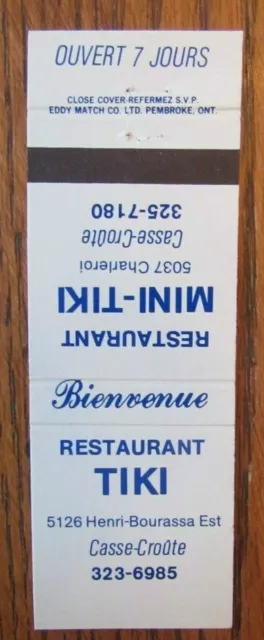 OUVERT 7 JOURS
CLOSE COVER-REFERMEZ S.V.P.
EDDY MATCH CO. LTD. PEMBROKE, ONT.
RESTAURANT
MINI-TIKI
5037 Charleroi
Casse-Croûte
325-7180
Bienvenue
RESTAURANT
TIKI
5126 Henri-Bourassa Est
Casse-Croûte
323-6985